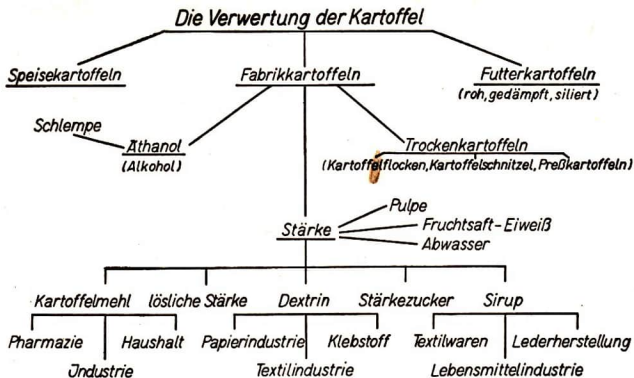 Die Verwertung der Kartoffel
Speisekartoffeln Fabrikkartoffeln Futterkartoffeln
(roh, gedämpft, siliert)
Schlempe
Äthanol Trockenkartoffeln
(Alkohol) (Kartoffelflocken, Kartoffelschnitzel, Preßkartoffeln)
Pulpe
Stärke Fruchtsaft-Eiweiß
Abwasser
Kartoffelmehl lösliche Stärke Dextrin Stärkezucker Sirup
Pharmazie Haushalt Papierindustrie Klebstoff Textilwaren Lederherstellung
Jndustrie Textilindustrie Lebensmittelindustrie